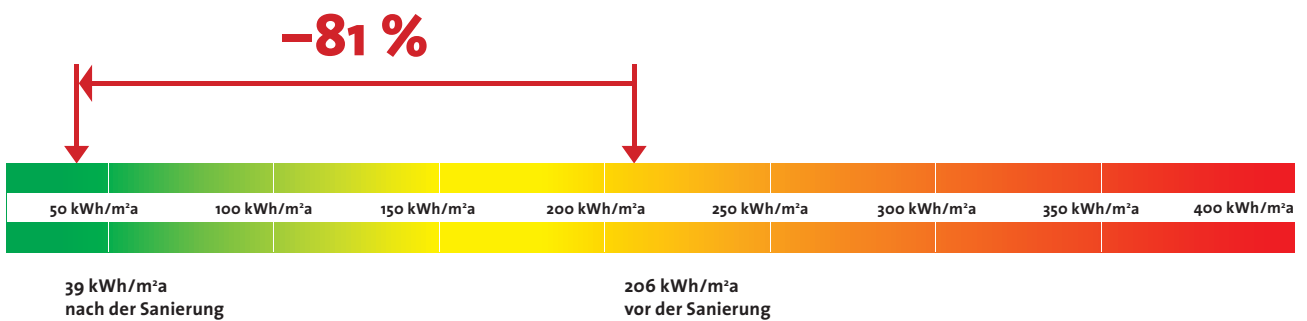 –81 %
50 kWh/m²a 100 kWh/m²a 150 kWh/m²a 200 kWh/m²a 250 kWh/m²a 300 kWh/m²a 350 kWh/m²a 400 kWh/m²a
39 kWh/m²a
nach der Sanierung
206 kWh/m²a
vor der Sanierung